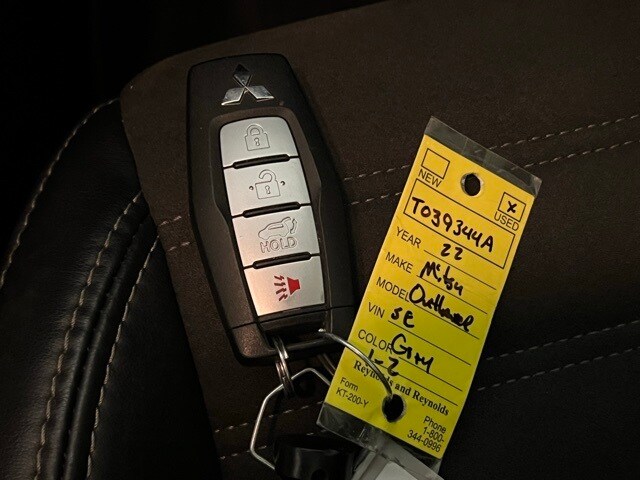 HOLD
NEW
X USED
T039344A
YEAR 22
MAKE Mitsu
MODEL Outlander
VIN SE
COLOR Gry
1-2
Reynolds and Reynolds
Form
KT-200-Y
Phone
1-800-
344-0996